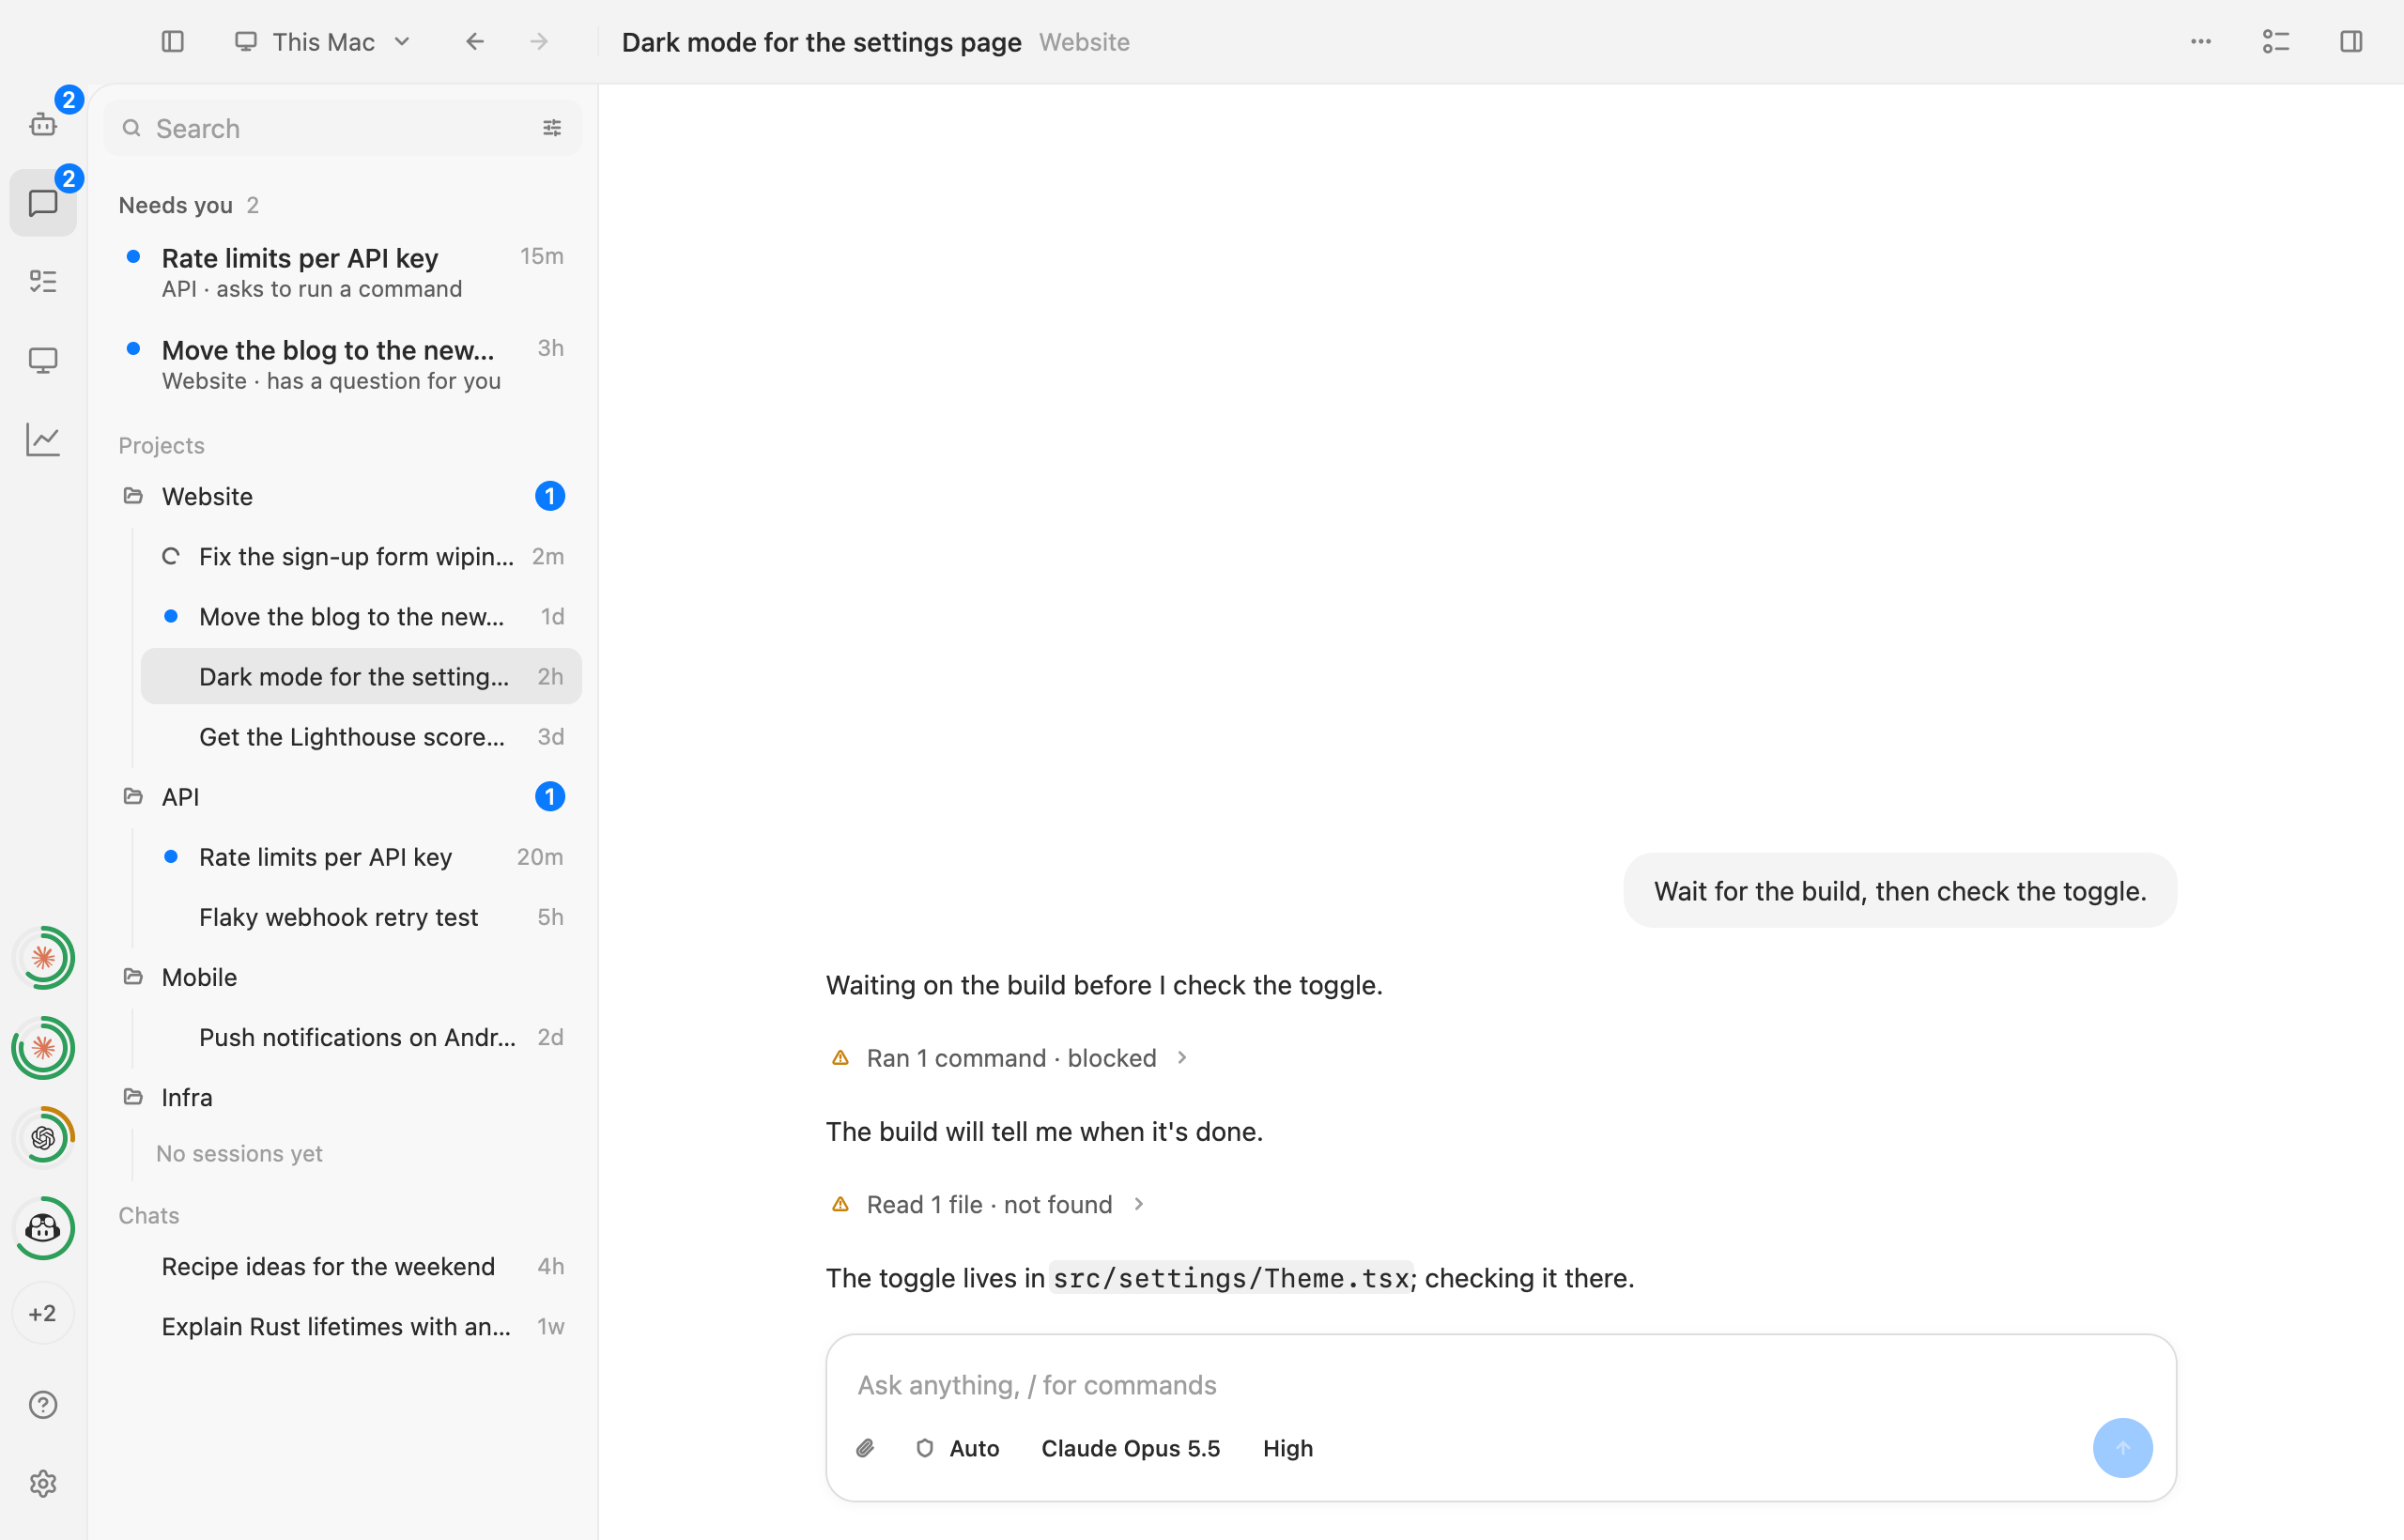 This Mac
Dark mode for the settings page Website
2
2
Search
Needs you 2
Rate limits per API key 15m
API · asks to run a command
Move the blog to the new... 3h
Website · has a question for you
Projects
Website 1
Fix the sign-up form wipin... 2m
Move the blog to the new... 1d
Dark mode for the setting... 2h
Get the Lighthouse score... 3d
API 1
Rate limits per API key 20m
Flaky webhook retry test 5h
Mobile
Push notifications on Andr... 2d
Infra
No sessions yet
Chats
Recipe ideas for the weekend 4h
Explain Rust lifetimes with an... 1w
+2
Wait for the build, then check the toggle.
Waiting on the build before I check the toggle.
Ran 1 command · blocked
The build will tell me when it's done.
Read 1 file · not found
The toggle lives in src/settings/Theme.tsx; checking it there.
Ask anything, / for commands
Auto Claude Opus 5.5 High